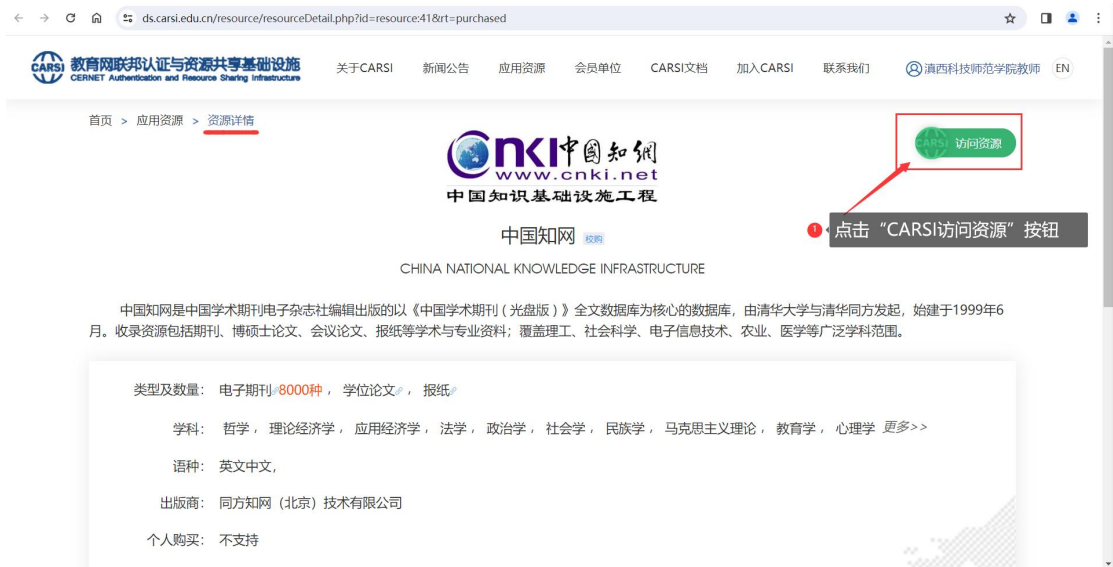 ds.carsi.edu.cn/resource/resourceDetail.php?id=resource:41&rt=purchased
CARSI 教育网联邦认证与资源共享基础设施
CERNET Authentication and Resource Sharing Infrastructure
关于CARSI 新闻公告 应用资源 会员单位 CARSI文档 加入CARSI 联系我们 滇西科技师范学院教师 EN
首页 > 应用资源 > 资源详情
CARSI 访问资源
cnki中国知网
www.cnki.net
中国知识基础设施工程
1 点击“CARSI访问资源”按钮
中国知网 校购
CHINA NATIONAL KNOWLEDGE INFRASTRUCTURE
中国知网是中国学术期刊电子杂志社编辑出版的以《中国学术期刊(光盘版)》全文数据库为核心的数据库，由清华大学与清华同方发起，始建于1999年6
月。收录资源包括期刊、博硕士论文、会议论文、报纸等学术与专业资料；覆盖理工、社会科学、电子信息技术、农业、医学等广泛学科范围。
类型及数量： 电子期刊8000种， 学位论文， 报纸
学科： 哲学， 理论经济学， 应用经济学， 法学， 政治学， 社会学， 民族学， 马克思主义理论， 教育学， 心理学 更多>>
语种： 英文中文，
出版商： 同方知网（北京）技术有限公司
个人购买： 不支持